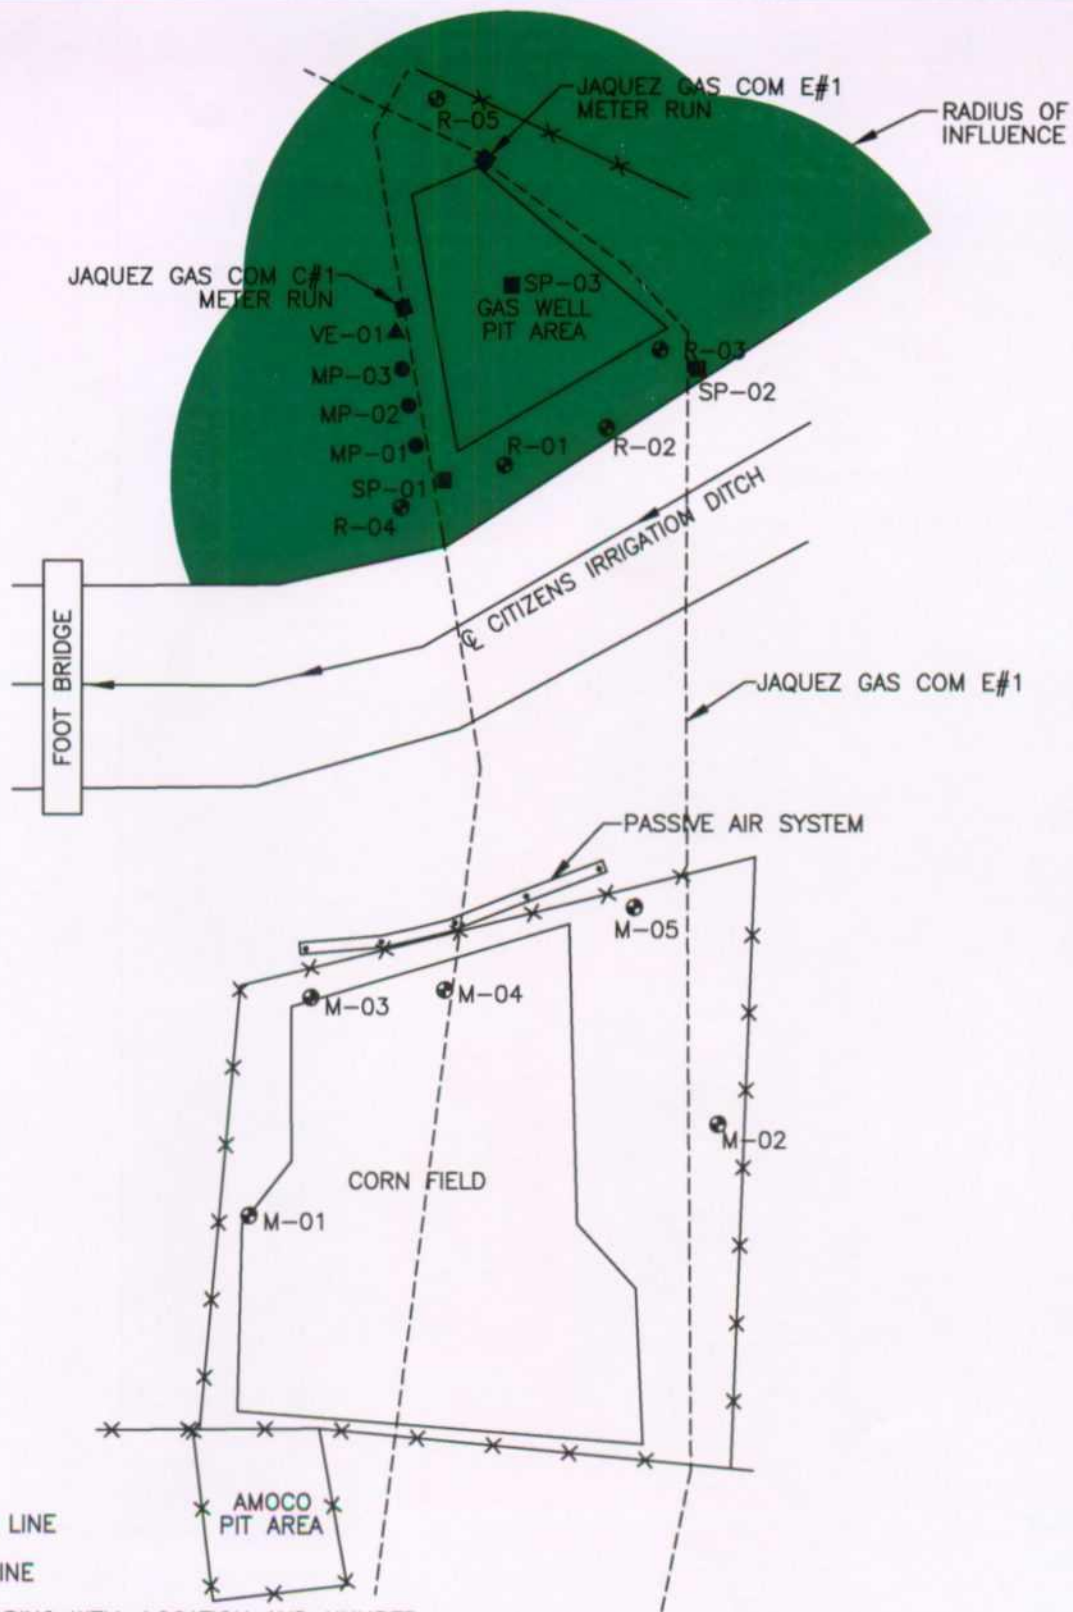 JAQUEZ GAS COM E#1
METER RUN
R-05
RADIUS OF
INFLUENCE
JAQUEZ GAS COM C#1
METER RUN
SP-03
GAS WELL
PIT AREA
VE-01
R-03
MP-03
SP-02
MP-02
R-02
MP-01
R-01
SP-01
R-04
℄ CITIZENS IRRIGATION DITCH
FOOT BRIDGE
JAQUEZ GAS COM E#1
PASSIVE AIR SYSTEM
M-05
M-03
M-04
M-02
CORN FIELD
M-01
AMOCO
PIT AREA
LINE